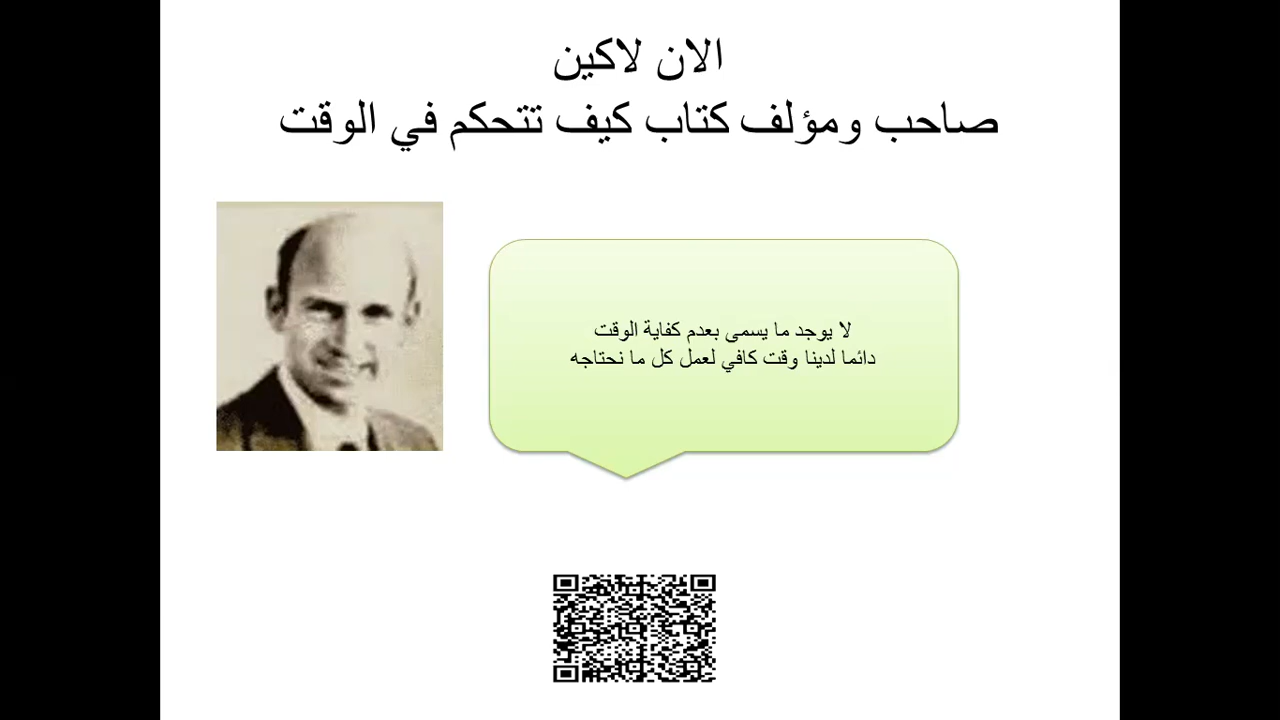 الان لاكين
صاحب ومؤلف كتاب كيف تتحكم في الوقت
لا يوجد ما يسمى بعدم كفاية الوقت
دائما لدينا وقت كافي لعمل كل ما نحتاجه